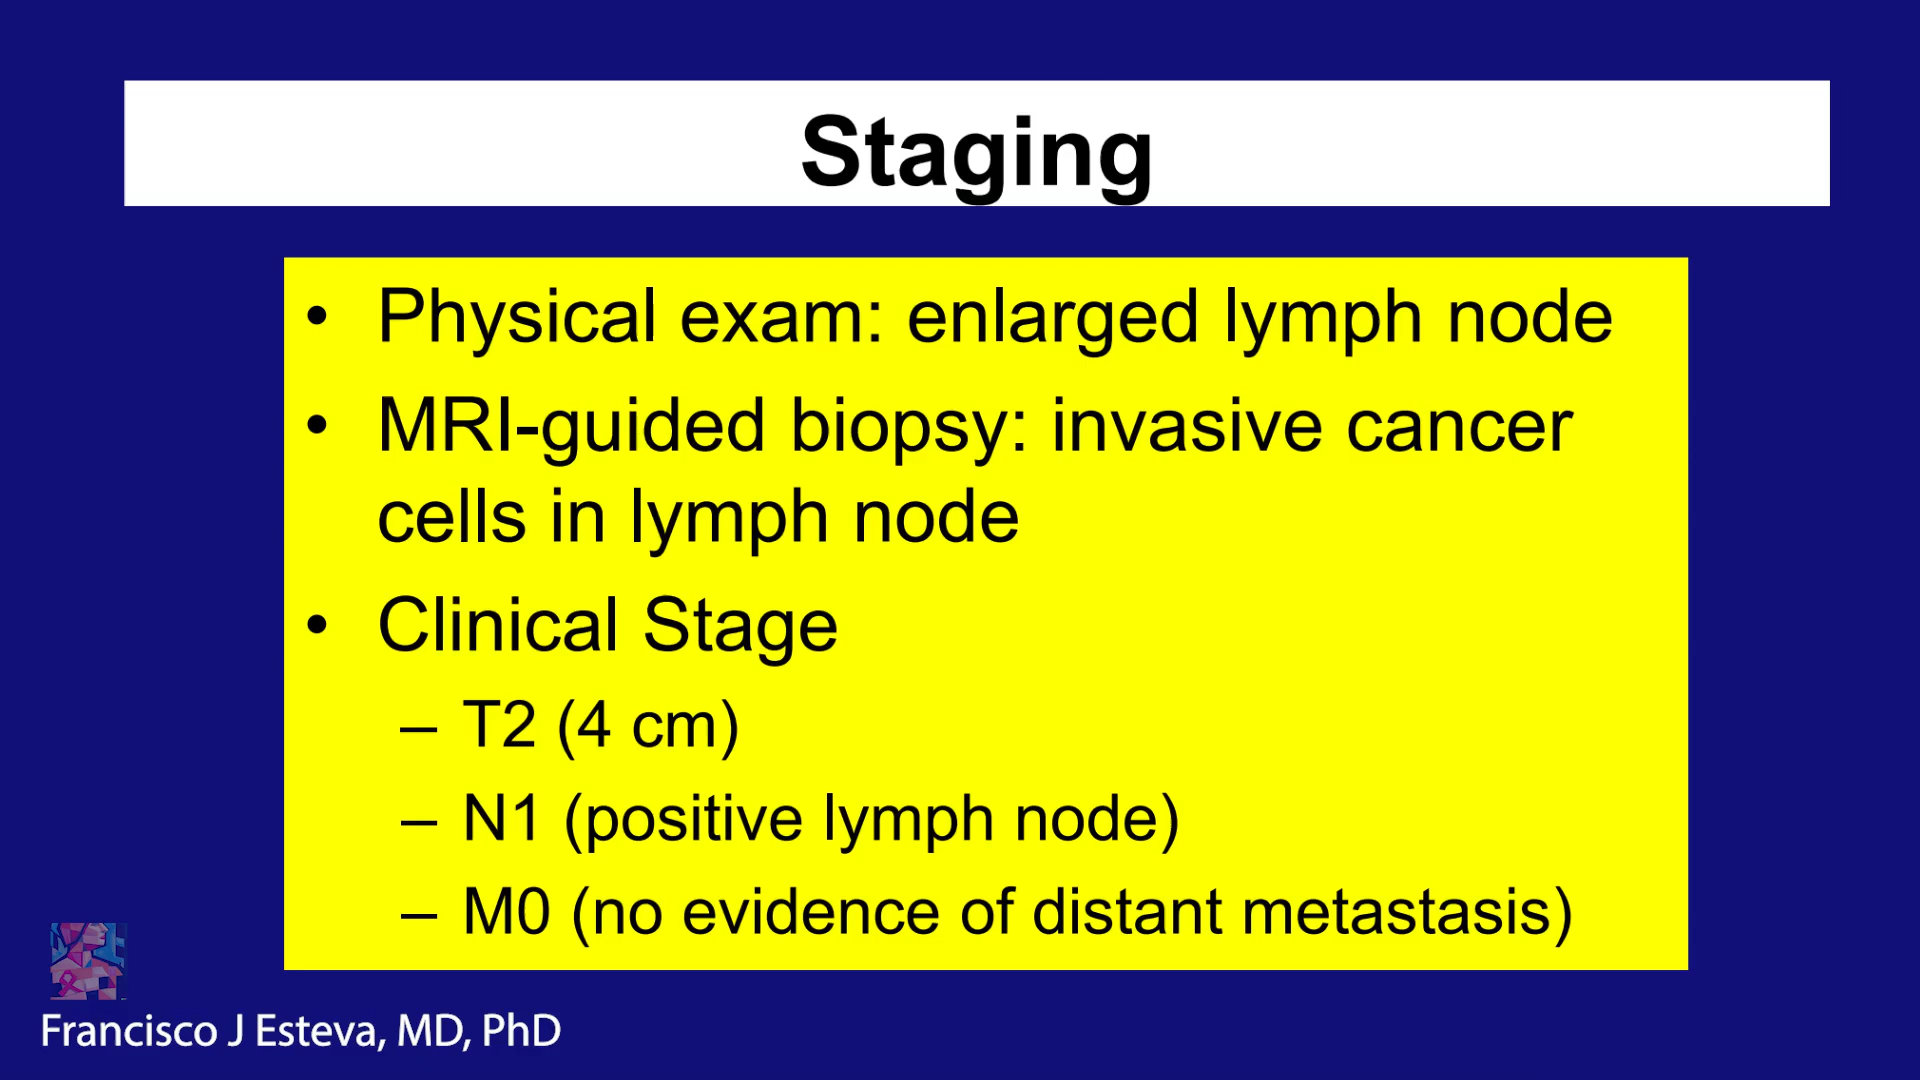 Staging
• Physical exam: enlarged lymph node
• MRI-guided biopsy: invasive cancer
cells in lymph node
• Clinical Stage
– T2 (4 cm)
– N1 (positive lymph node)
– M0 (no evidence of distant metastasis)
Francisco J Esteva, MD, PhD